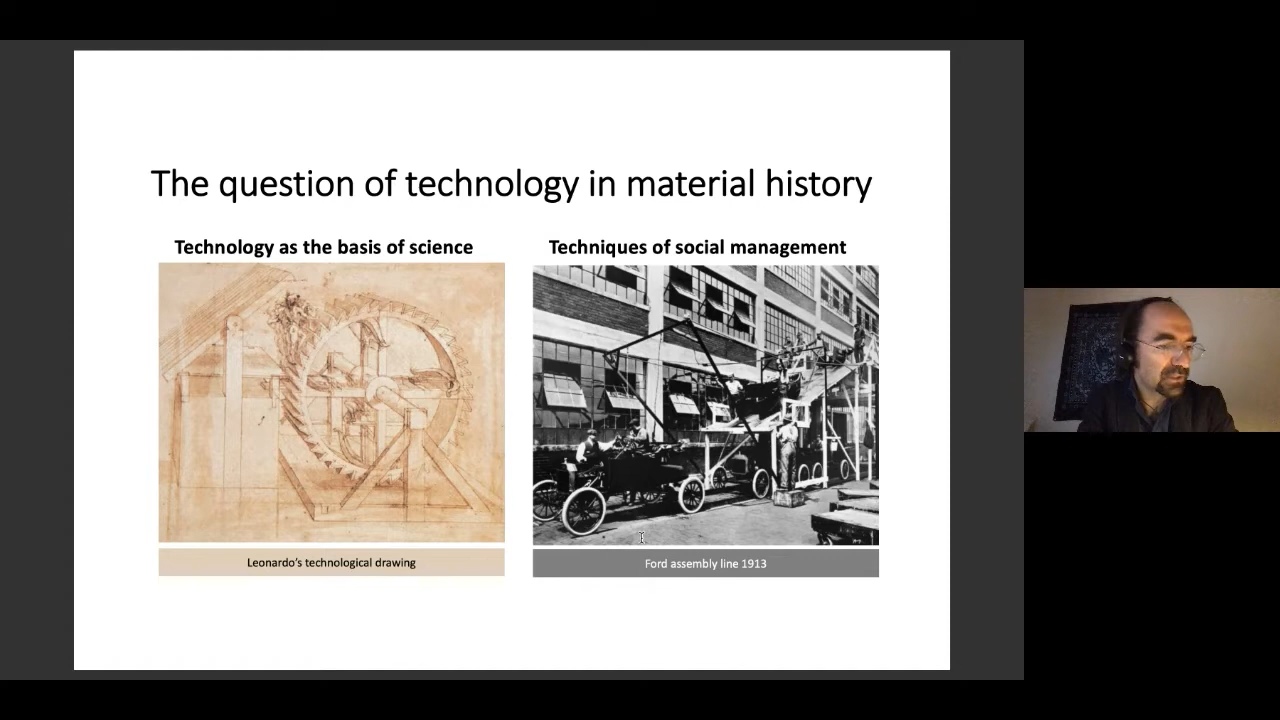 The question of technology in material history
Technology as the basis of science
Techniques of social management
Leonardo's technological drawing
Ford assembly line 1913